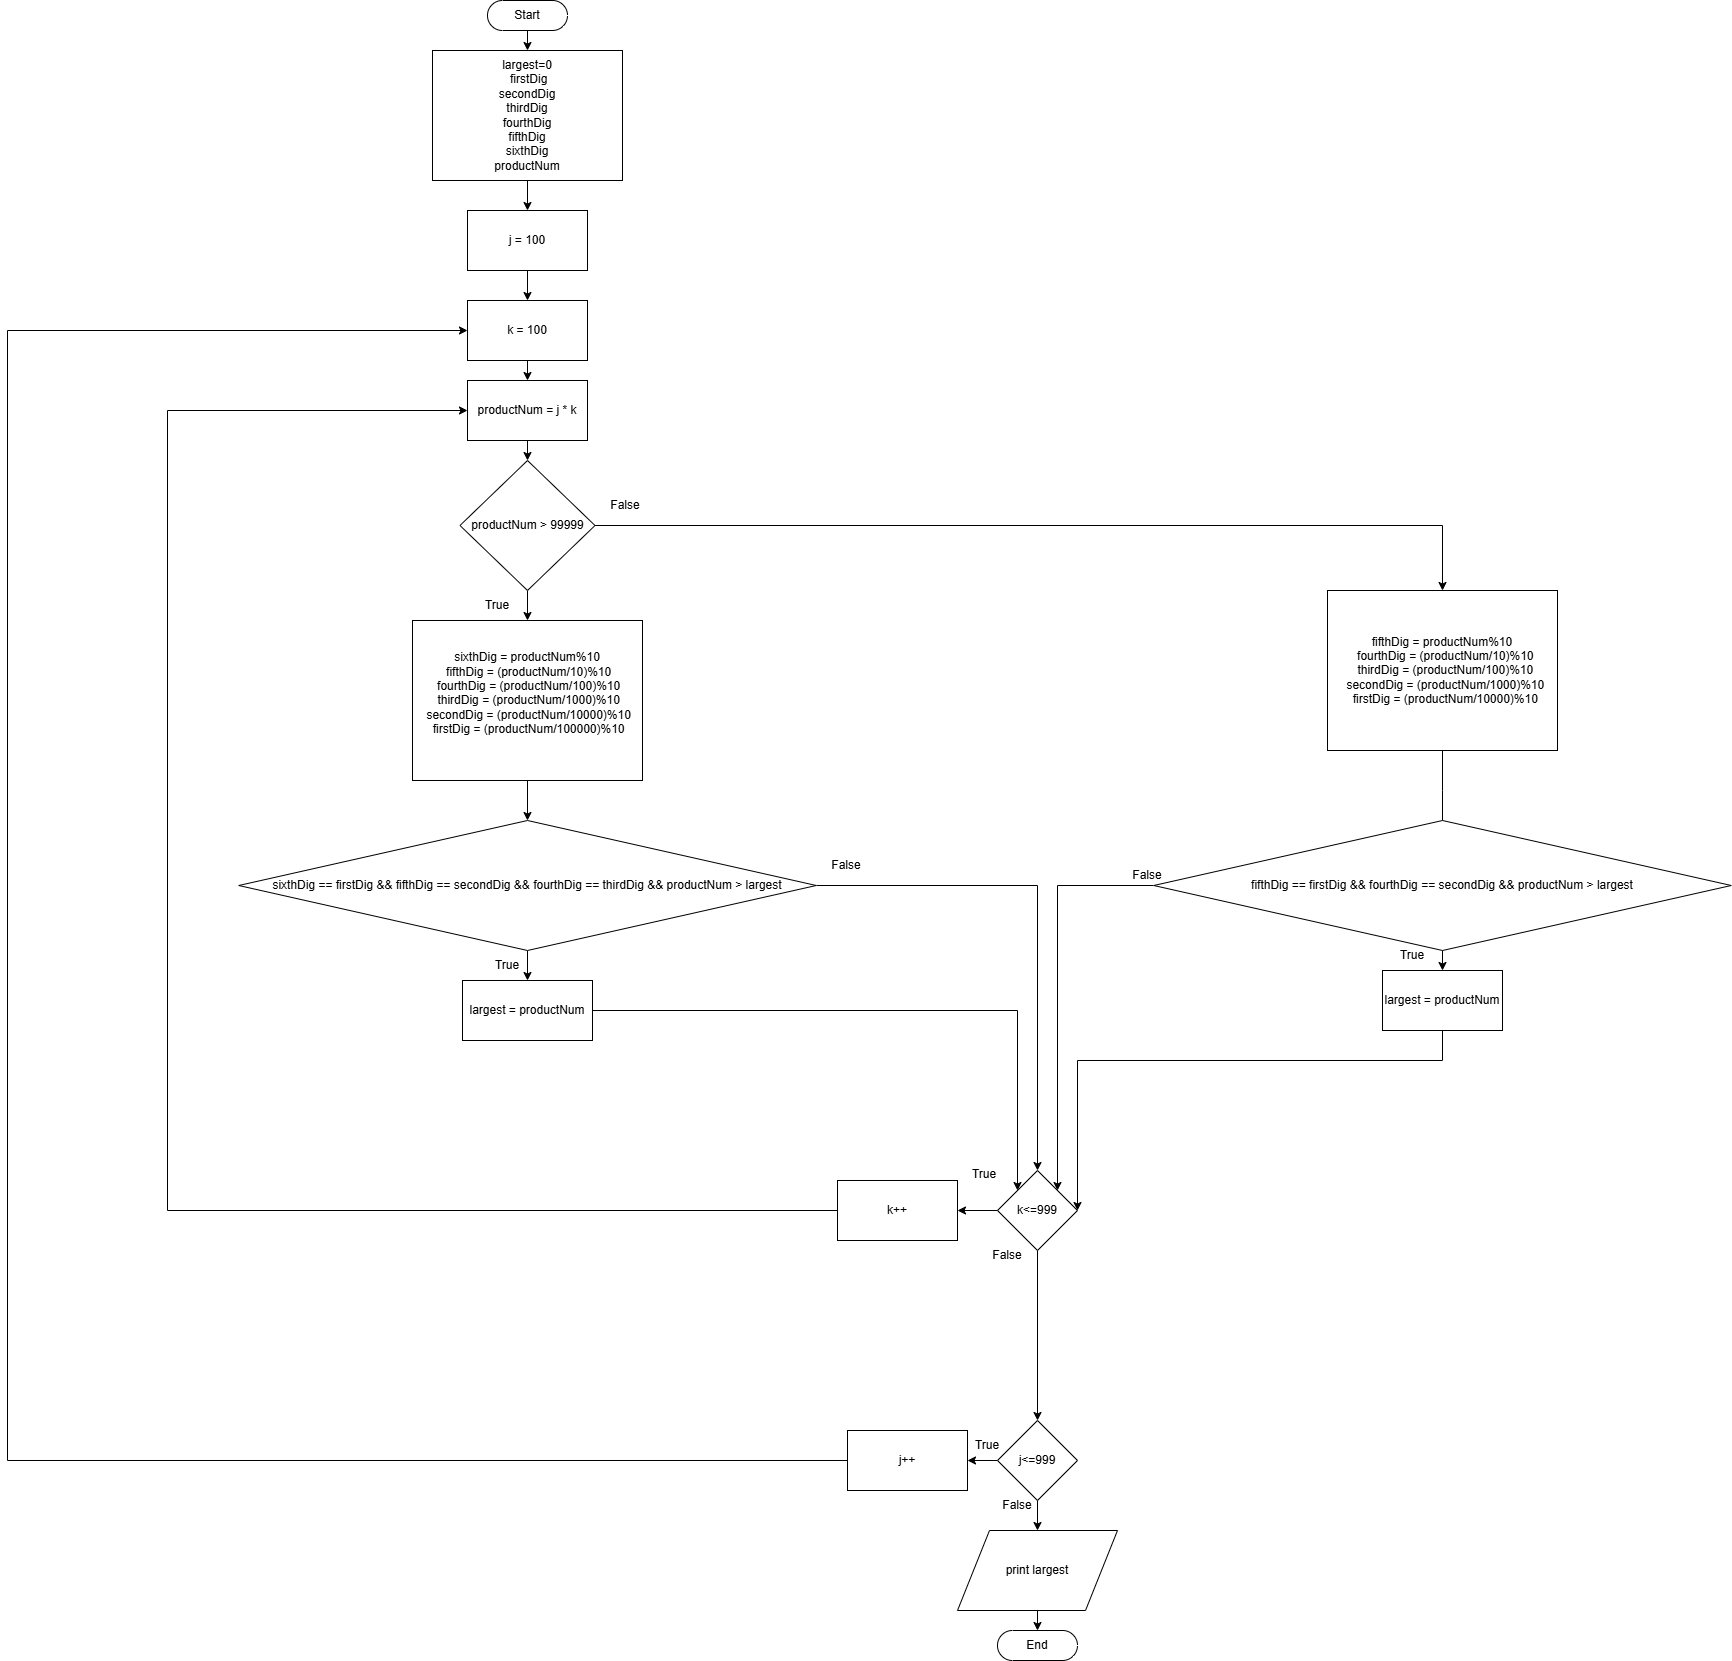 Start
largest=0
firstDig
secondDig
thirdDig
fourthDig
fifthDig
sixthDig
productNum
j = 100
k = 100
productNum = j * k
productNum > 99999
False
True
sixthDig = productNum%10
fifthDig = (productNum/10)%10
fourthDig = (productNum/100)%10
thirdDig = (productNum/1000)%10
secondDig = (productNum/10000)%10
firstDig = (productNum/100000)%10
fifthDig = productNum%10
fourthDig = (productNum/10)%10
thirdDig = (productNum/100)%10
secondDig = (productNum/1000)%10
firstDig = (productNum/10000)%10
sixthDig == firstDig && fifthDig == secondDig && fourthDig == thirdDig && productNum > largest
False
False
fifthDig == firstDig && fourthDig == secondDig && productNum > largest
True
largest = productNum
True
largest = productNum
True
k++
k<=999
False
True
j++
j<=999
False
print largest
End